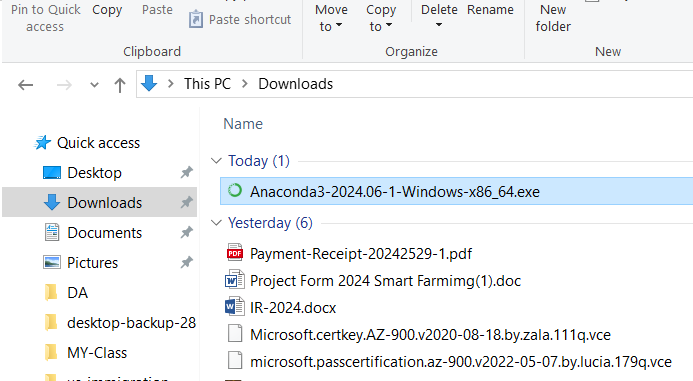 Pin to Quick access
Copy
Paste
Paste shortcut
Move to
Copy to
Delete
Rename
New folder
Clipboard
Organize
New
This PC > Downloads
Name
Quick access
Desktop
Downloads
Documents
Pictures
DA
desktop-backup-28
MY-Class
Today (1)
Anaconda3-2024.06-1-Windows-x86_64.exe
Yesterday (6)
Payment-Receipt-20242529-1.pdf
Project Form 2024 Smart Farmimg(1).doc
IR-2024.docx
Microsoft.certkey.AZ-900.v2020-08-18.by.zala.111q.vce
microsoft.passcertification.az-900.v2022-05-07.by.lucia.179q.vce